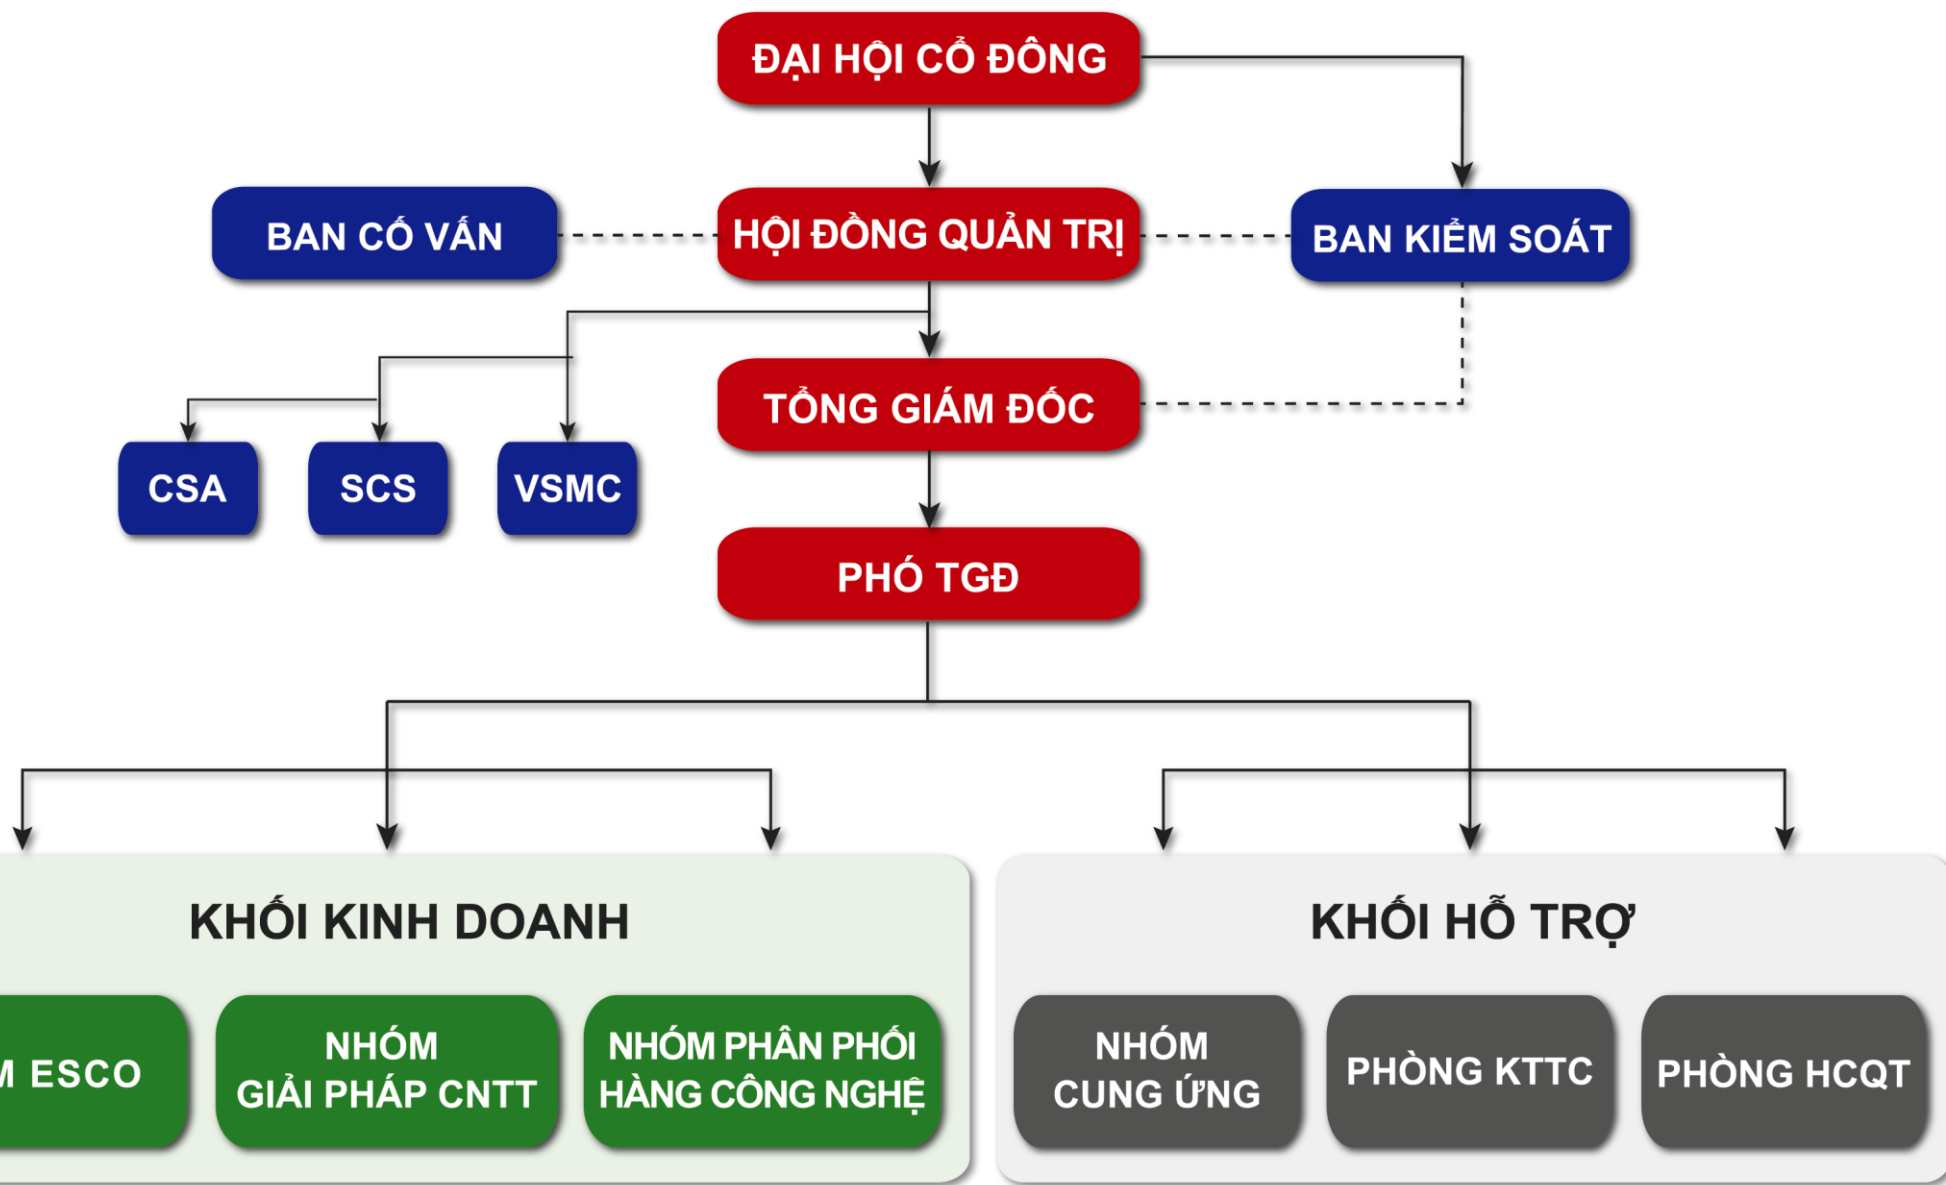 ĐẠI HỘI CỔ ĐÔNG
BAN CỐ VẤN
HỘI ĐỒNG QUẢN TRỊ
BAN KIỂM SOÁT
TỔNG GIÁM ĐỐC
CSA
SCS
VSMC
PHÓ TGĐ
KHỐI KINH DOANH
KHỐI HỖ TRỢ
ESCO
NHÓM
GIẢI PHÁP CNTT
NHÓM PHÂN PHỐI
HÀNG CÔNG NGHỆ
NHÓM
CUNG ỨNG
PHÒNG KTTC
PHÒNG HCQT